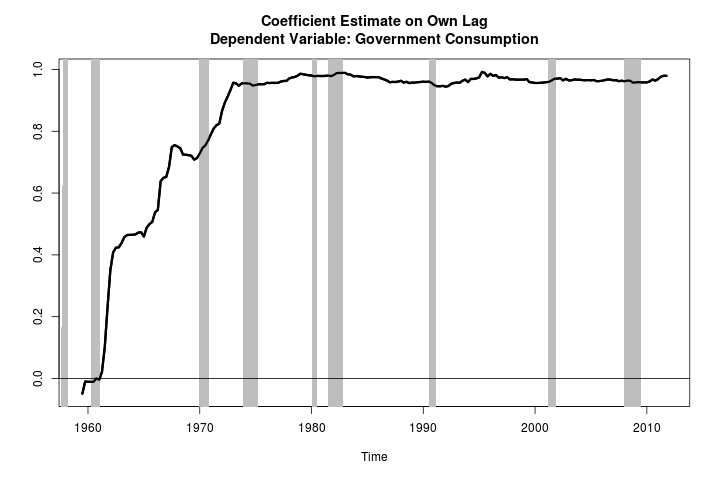 Coefficient Estimate on Own Lag
Dependent Variable: Government Consumption
1.0
0.8
0.6
0.4
0.2
0.0
1960 1970 1980 1990 2000 2010
Time